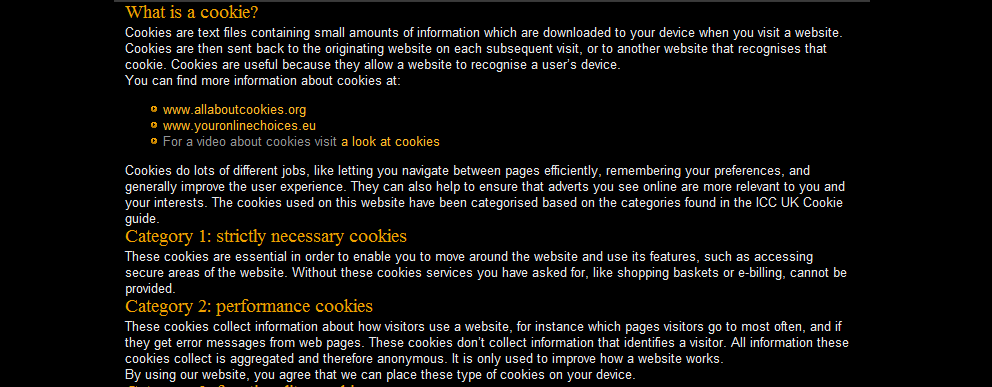 What is a cookie?
Cookies are text files containing small amounts of information which are downloaded to your device when you visit a website.
Cookies are then sent back to the originating website on each subsequent visit, or to another website that recognises that
cookie. Cookies are useful because they allow a website to recognise a user's device.
You can find more information about cookies at:
www.allaboutcookies.org
www.youronlinechoices.eu
For a video about cookies visit a look at cookies
Cookies do lots of different jobs, like letting you navigate between pages efficiently, remembering your preferences, and
generally improve the user experience. They can also help to ensure that adverts you see online are more relevant to you and
your interests. The cookies used on this website have been categorised based on the categories found in the ICC UK Cookie
guide.
Category 1: strictly necessary cookies
These cookies are essential in order to enable you to move around the website and use its features, such as accessing
secure areas of the website. Without these cookies services you have asked for, like shopping baskets or e-billing, cannot be
provided.
Category 2: performance cookies
These cookies collect information about how visitors use a website, for instance which pages visitors go to most often, and if
they get error messages from web pages. These cookies don't collect information that identifies a visitor. All information these
cookies collect is aggregated and therefore anonymous. It is only used to improve how a website works.
By using our website, you agree that we can place these type of cookies on your device.